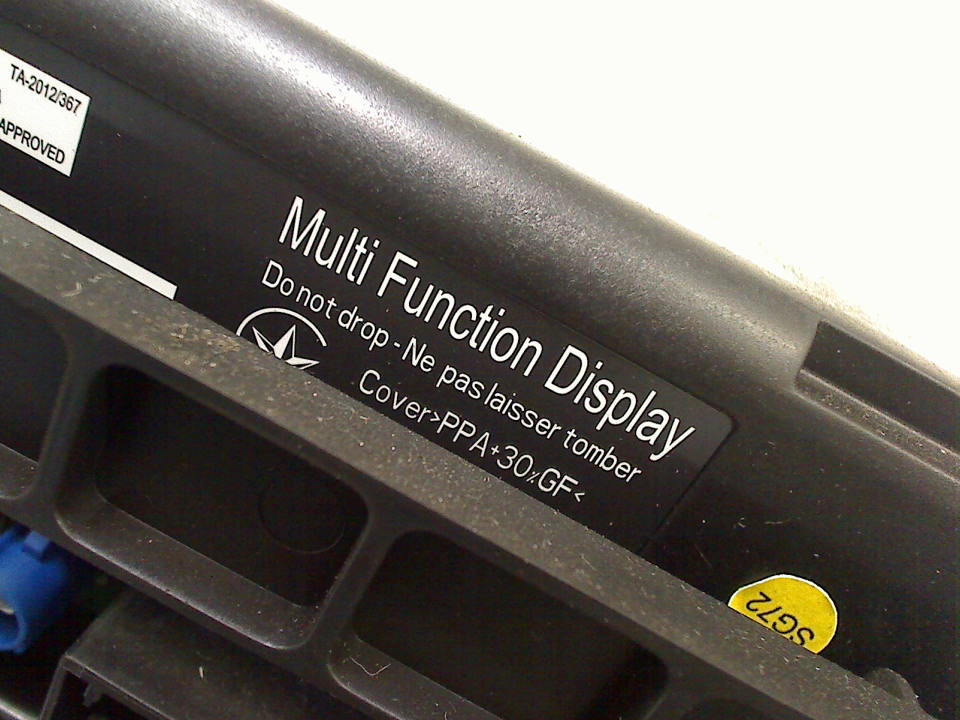 TA-2012/367
APPROVED
Multi Function Display
Do not drop - Ne pas laisser tomber
Cover>PPA+30%GF<
SG72